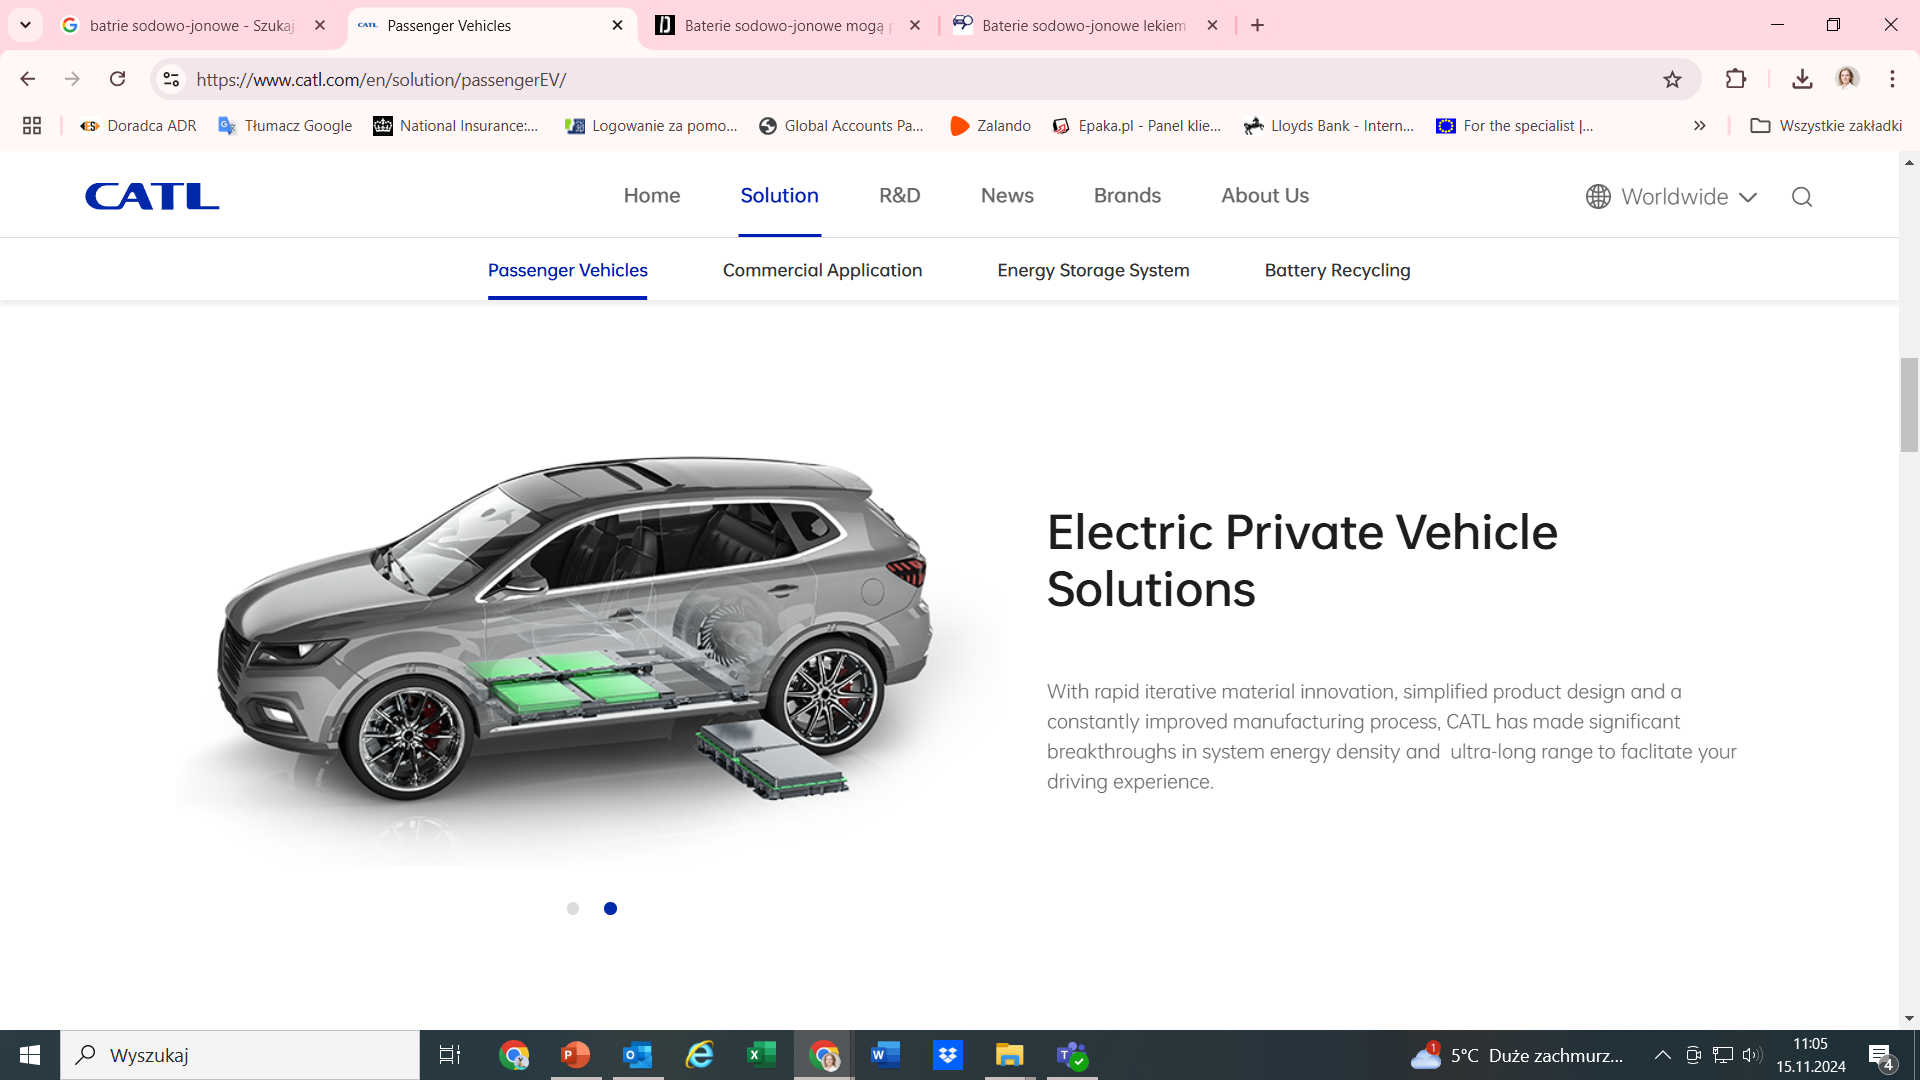 batrie sodowo-jonowe - Szukaj
CATL Passenger Vehicles
Baterie sodowo-jonowe mogą p
Baterie sodowo-jonowe lekiem
https://www.catl.com/en/solution/passengerEV/
Doradca ADR
Tłumacz Google
National Insurance:...
Logowanie za pomo...
Global Accounts Pa...
Zalando
Epaka.pl - Panel klie...
Lloyds Bank - Intern...
For the specialist |...
Wszystkie zakładki
CATL
Home
Solution
R&D
News
Brands
About Us
Worldwide
Passenger Vehicles
Commercial Application
Energy Storage System
Battery Recycling
Electric Private Vehicle
Solutions
With rapid iterative material innovation, simplified product design and a
constantly improved manufacturing process, CATL has made significant
breakthroughs in system energy density and ultra-long range to faclitate your
driving experience.
Wyszukaj
1
5°C Duże zachmurz...
11:05
15.11.2024
4